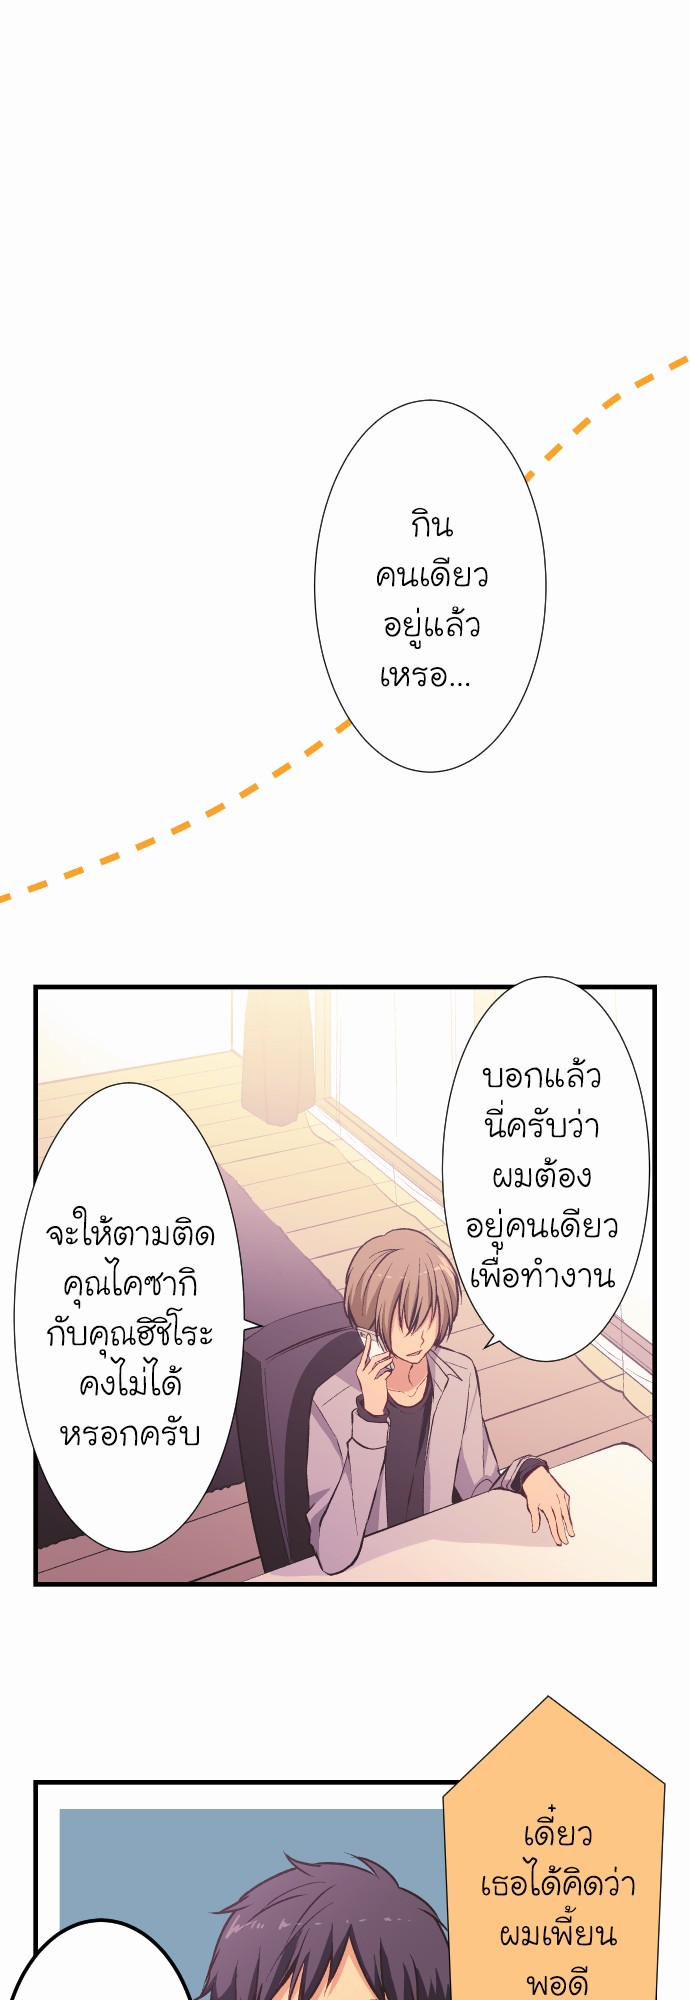 กิน
คนเดียว
อยู่แล้ว
เหรอ...
บอกแล้ว
นี่ครับว่า
ผมต้อง
อยู่คนเดียว
เพื่อทำงาน
จะให้ตามติด
คุณไคซากิ
กับคุณฮิชิโระ
คงไม่ได้
หรอกครับ
เดี๋ยว
เธอได้คิดว่า
ผมเพี้ยน
พอดี